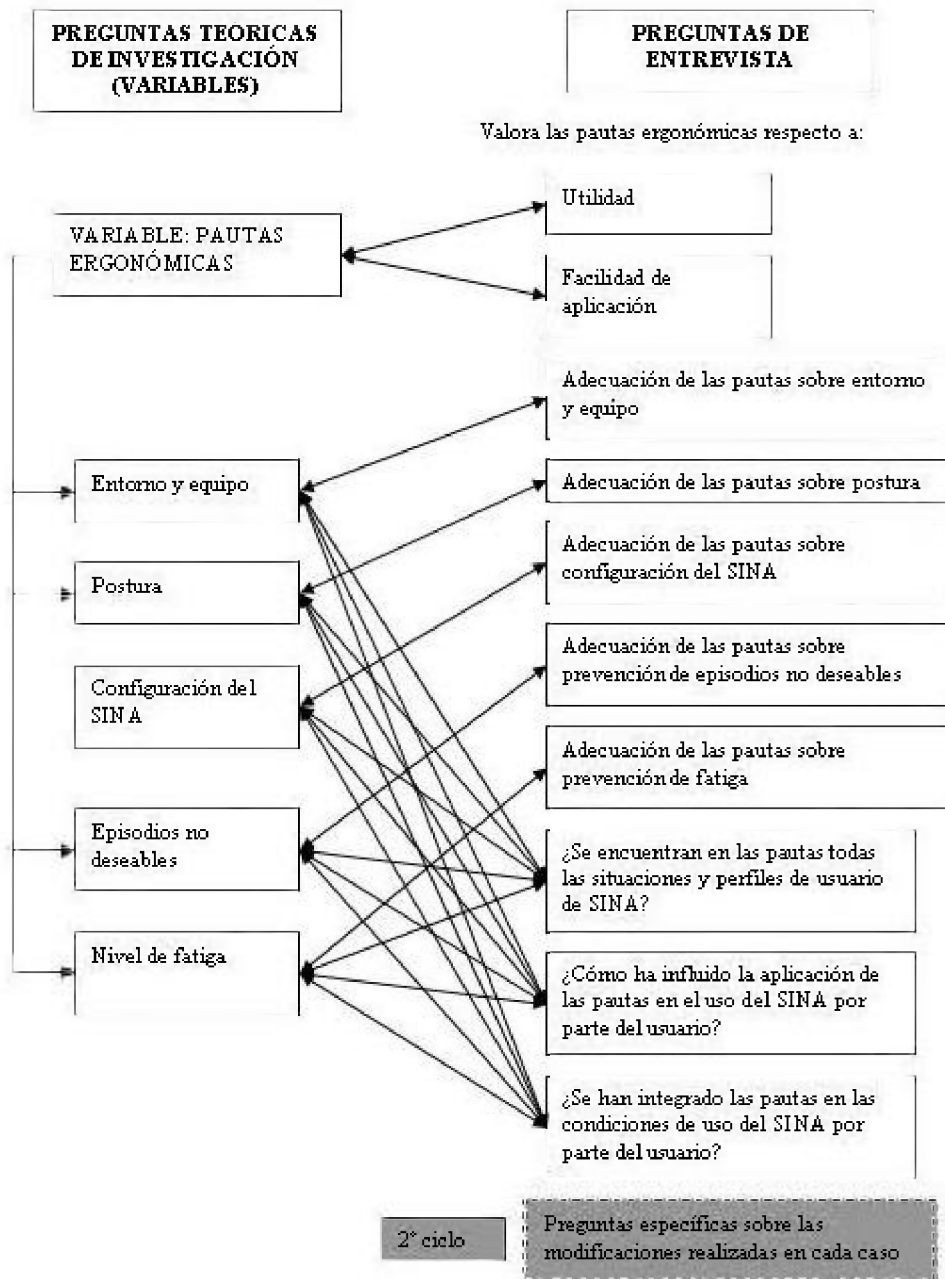 PREGUNTAS TEORICAS
DE INVESTIGACIÓN
(VARIABLES)
PREGUNTAS DE
ENTREVISTA
Valora las pautas ergonómicas respecto a:
VARIABLE: PAUTAS
ERGONÓMICAS
Utilidad
Facilidad de
aplicación
Adecuación de las pautas sobre entorno
y equipo
Entorno y equipo
Adecuación de las pautas sobre postura
Postura
Adecuación de las pautas sobre
configuración del SINA
Configuración del
SINA
Adecuación de las pautas sobre
prevención de episodios no deseables
Adecuación de las pautas sobre
prevención de fatiga
Episodios no
deseables
¿Se encuentran en las pautas todas
las situaciones y perfiles de usuario
de SINA?
Nivel de fatiga
¿Cómo ha influido la aplicación de
las pautas en el uso del SINA por
parte del usuario?
¿Se han integrado las pautas en las
condiciones de uso del SINA por
parte del usuario?
2º ciclo
Preguntas específicas sobre las
modificaciones realizadas en cada caso